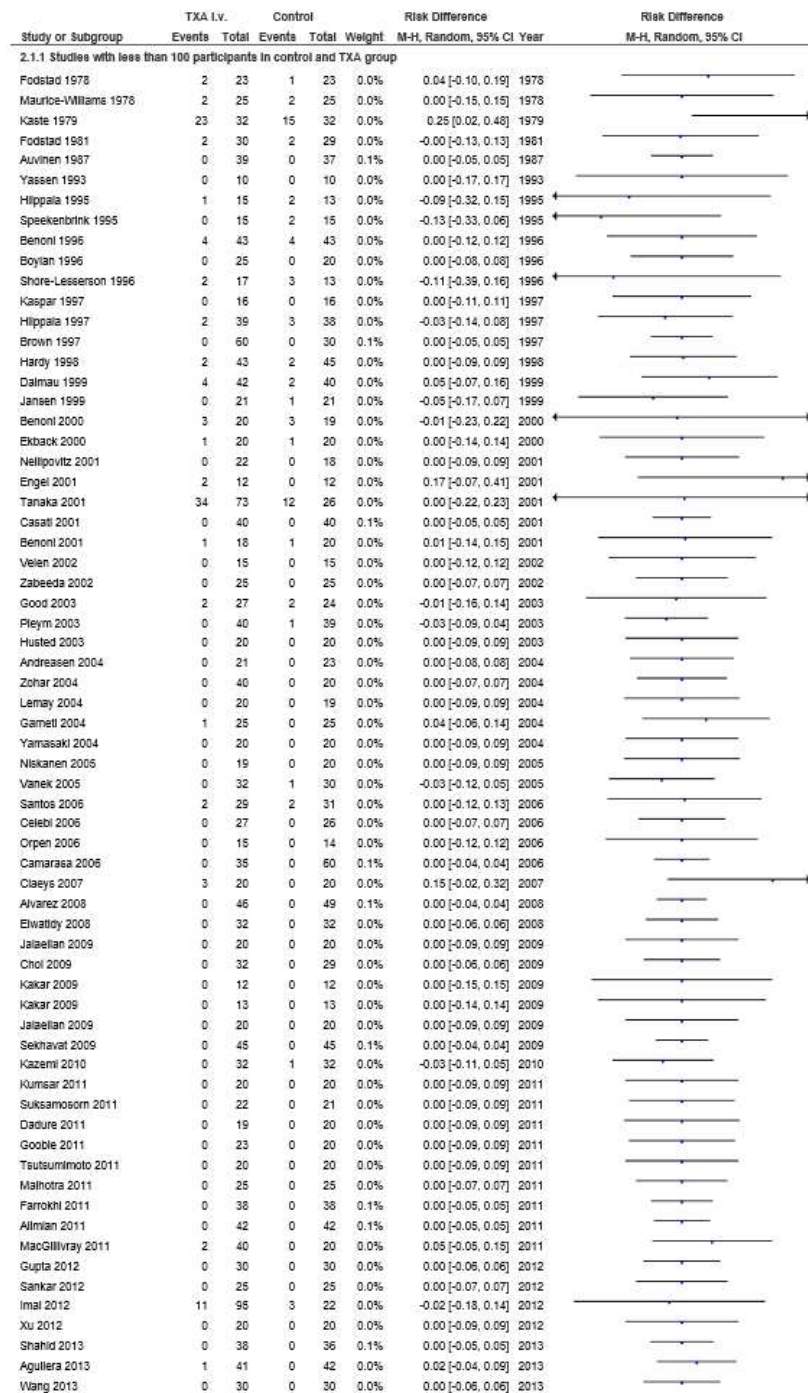 TXA I.v. Control Risk Difference Risk Difference
Study or Subgroup Events Total Events Total Weight M-H, Random, 95% CI Year M-H, Random, 95% CI
2.1.1 Studies with less than 100 participants in control and TXA group
Fodstad 1978 2 23 1 23 0.0% 0.04 [-0.10, 0.19] 1978
Maurice-Williams 1978 2 25 2 25 0.0% 0.00 [-0.15, 0.15] 1978
Kaste 1979 23 32 15 32 0.0% 0.25 [0.02, 0.48] 1979
Fodstad 1981 2 30 2 29 0.0% -0.00 [-0.13, 0.13] 1981
Auvinen 1987 0 39 0 37 0.1% 0.00 [-0.05, 0.05] 1987
Yassen 1993 0 10 0 10 0.0% 0.00 [-0.17, 0.17] 1993
Hiippala 1995 1 15 2 13 0.0% -0.09 [-0.32, 0.15] 1995
Speekenbrink 1995 0 15 2 15 0.0% -0.13 [-0.33, 0.06] 1995
Benoni 1996 4 43 4 43 0.0% 0.00 [-0.12, 0.12] 1996
Boylan 1996 0 25 0 20 0.0% 0.00 [-0.08, 0.08] 1996
Shore-Lesserson 1996 2 17 3 13 0.0% -0.11 [-0.39, 0.16] 1996
Kaspar 1997 0 16 0 16 0.0% 0.00 [-0.11, 0.11] 1997
Hiippala 1997 2 39 3 38 0.0% -0.03 [-0.14, 0.08] 1997
Brown 1997 0 60 0 30 0.1% 0.00 [-0.05, 0.05] 1997
Hardy 1998 2 43 2 45 0.0% 0.00 [-0.09, 0.09] 1998
Dalmau 1999 4 42 2 40 0.0% 0.05 [-0.07, 0.16] 1999
Jansen 1999 0 21 1 21 0.0% -0.05 [-0.17, 0.07] 1999
Benoni 2000 3 20 3 19 0.0% -0.01 [-0.23, 0.22] 2000
Ekback 2000 1 20 1 20 0.0% 0.00 [-0.14, 0.14] 2000
Neilipovitz 2001 0 22 0 18 0.0% 0.00 [-0.09, 0.09] 2001
Engel 2001 2 12 0 12 0.0% 0.17 [-0.07, 0.41] 2001
Tanaka 2001 34 73 12 26 0.0% 0.00 [-0.22, 0.23] 2001
Casati 2001 0 40 0 40 0.1% 0.00 [-0.05, 0.05] 2001
Benoni 2001 1 18 1 20 0.0% 0.01 [-0.14, 0.15] 2001
Veien 2002 0 15 0 15 0.0% 0.00 [-0.12, 0.12] 2002
Zabeeda 2002 0 25 0 25 0.0% 0.00 [-0.07, 0.07] 2002
Good 2003 2 27 2 24 0.0% -0.01 [-0.16, 0.14] 2003
Pleym 2003 0 40 1 39 0.0% -0.03 [-0.09, 0.04] 2003
Husted 2003 0 20 0 20 0.0% 0.00 [-0.09, 0.09] 2003
Andreasen 2004 0 21 0 23 0.0% 0.00 [-0.08, 0.08] 2004
Zohar 2004 0 40 0 20 0.0% 0.00 [-0.07, 0.07] 2004
Lemay 2004 0 20 0 19 0.0% 0.00 [-0.09, 0.09] 2004
Garneti 2004 1 25 0 25 0.0% 0.04 [-0.06, 0.14] 2004
Yamasaki 2004 0 20 0 20 0.0% 0.00 [-0.09, 0.09] 2004
Niskanen 2005 0 19 0 20 0.0% 0.00 [-0.09, 0.09] 2005
Vanek 2005 0 32 1 30 0.0% -0.03 [-0.12, 0.05] 2005
Santos 2006 2 29 2 31 0.0% 0.00 [-0.12, 0.13] 2006
Celebi 2006 0 27 0 26 0.0% 0.00 [-0.07, 0.07] 2006
Orpen 2006 0 15 0 14 0.0% 0.00 [-0.12, 0.12] 2006
Camarasa 2006 0 35 0 60 0.1% 0.00 [-0.04, 0.04] 2006
Claeys 2007 3 20 0 20 0.0% 0.15 [-0.02, 0.32] 2007
Alvarez 2008 0 46 0 49 0.1% 0.00 [-0.04, 0.04] 2008
Elwatidy 2008 0 32 0 32 0.0% 0.00 [-0.06, 0.06] 2008
Jalaeian 2009 0 20 0 20 0.0% 0.00 [-0.09, 0.09] 2009
Choi 2009 0 32 0 29 0.0% 0.00 [-0.06, 0.06] 2009
Kakar 2009 0 12 0 12 0.0% 0.00 [-0.15, 0.15] 2009
Kakar 2009 0 13 0 13 0.0% 0.00 [-0.14, 0.14] 2009
Jalaeian 2009 0 20 0 20 0.0% 0.00 [-0.09, 0.09] 2009
Sekhavat 2009 0 45 0 45 0.1% 0.00 [-0.04, 0.04] 2009
Kazemi 2010 0 32 1 32 0.0% -0.03 [-0.11, 0.05] 2010
Kumsar 2011 0 20 0 20 0.0% 0.00 [-0.09, 0.09] 2011
Suksamosorn 2011 0 22 0 21 0.0% 0.00 [-0.09, 0.09] 2011
Dadure 2011 0 19 0 20 0.0% 0.00 [-0.09, 0.09] 2011
Goobie 2011 0 23 0 20 0.0% 0.00 [-0.09, 0.09] 2011
Tsutsumimoto 2011 0 20 0 20 0.0% 0.00 [-0.09, 0.09] 2011
Malhotra 2011 0 25 0 25 0.0% 0.00 [-0.07, 0.07] 2011
Farrokhi 2011 0 38 0 38 0.1% 0.00 [-0.05, 0.05] 2011
Alimian 2011 0 42 0 42 0.1% 0.00 [-0.05, 0.05] 2011
MacGillivray 2011 2 40 0 20 0.0% 0.05 [-0.05, 0.15] 2011
Gupta 2012 0 30 0 30 0.0% 0.00 [-0.06, 0.06] 2012
Sankar 2012 0 25 0 25 0.0% 0.00 [-0.07, 0.07] 2012
Imai 2012 11 95 3 22 0.0% -0.02 [-0.18, 0.14] 2012
Xu 2012 0 20 0 20 0.0% 0.00 [-0.09, 0.09] 2012
Shahid 2013 0 38 0 36 0.1% 0.00 [-0.05, 0.05] 2013
Aguilera 2013 1 41 0 42 0.0% 0.02 [-0.04, 0.09] 2013
Wang 2013 0 30 0 30 0.0% 0.00 [-0.06, 0.06] 2013